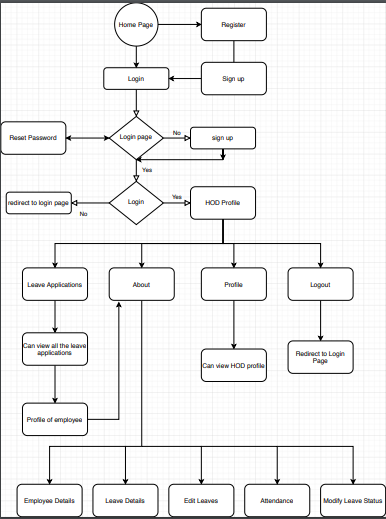 Home Page
Register
Login
Sign up
Reset Password
Login page
No
sign up
Yes
redirect to login page
Login
Yes
HOD Profile
No
Leave Applications
About
Profile
Logout
Can view all the leave
applications
Can view HOD profile
Redirect to Login
Page
Profile of employee
Employee Details
Leave Details
Edit Leaves
Attendance
Modify Leave Status